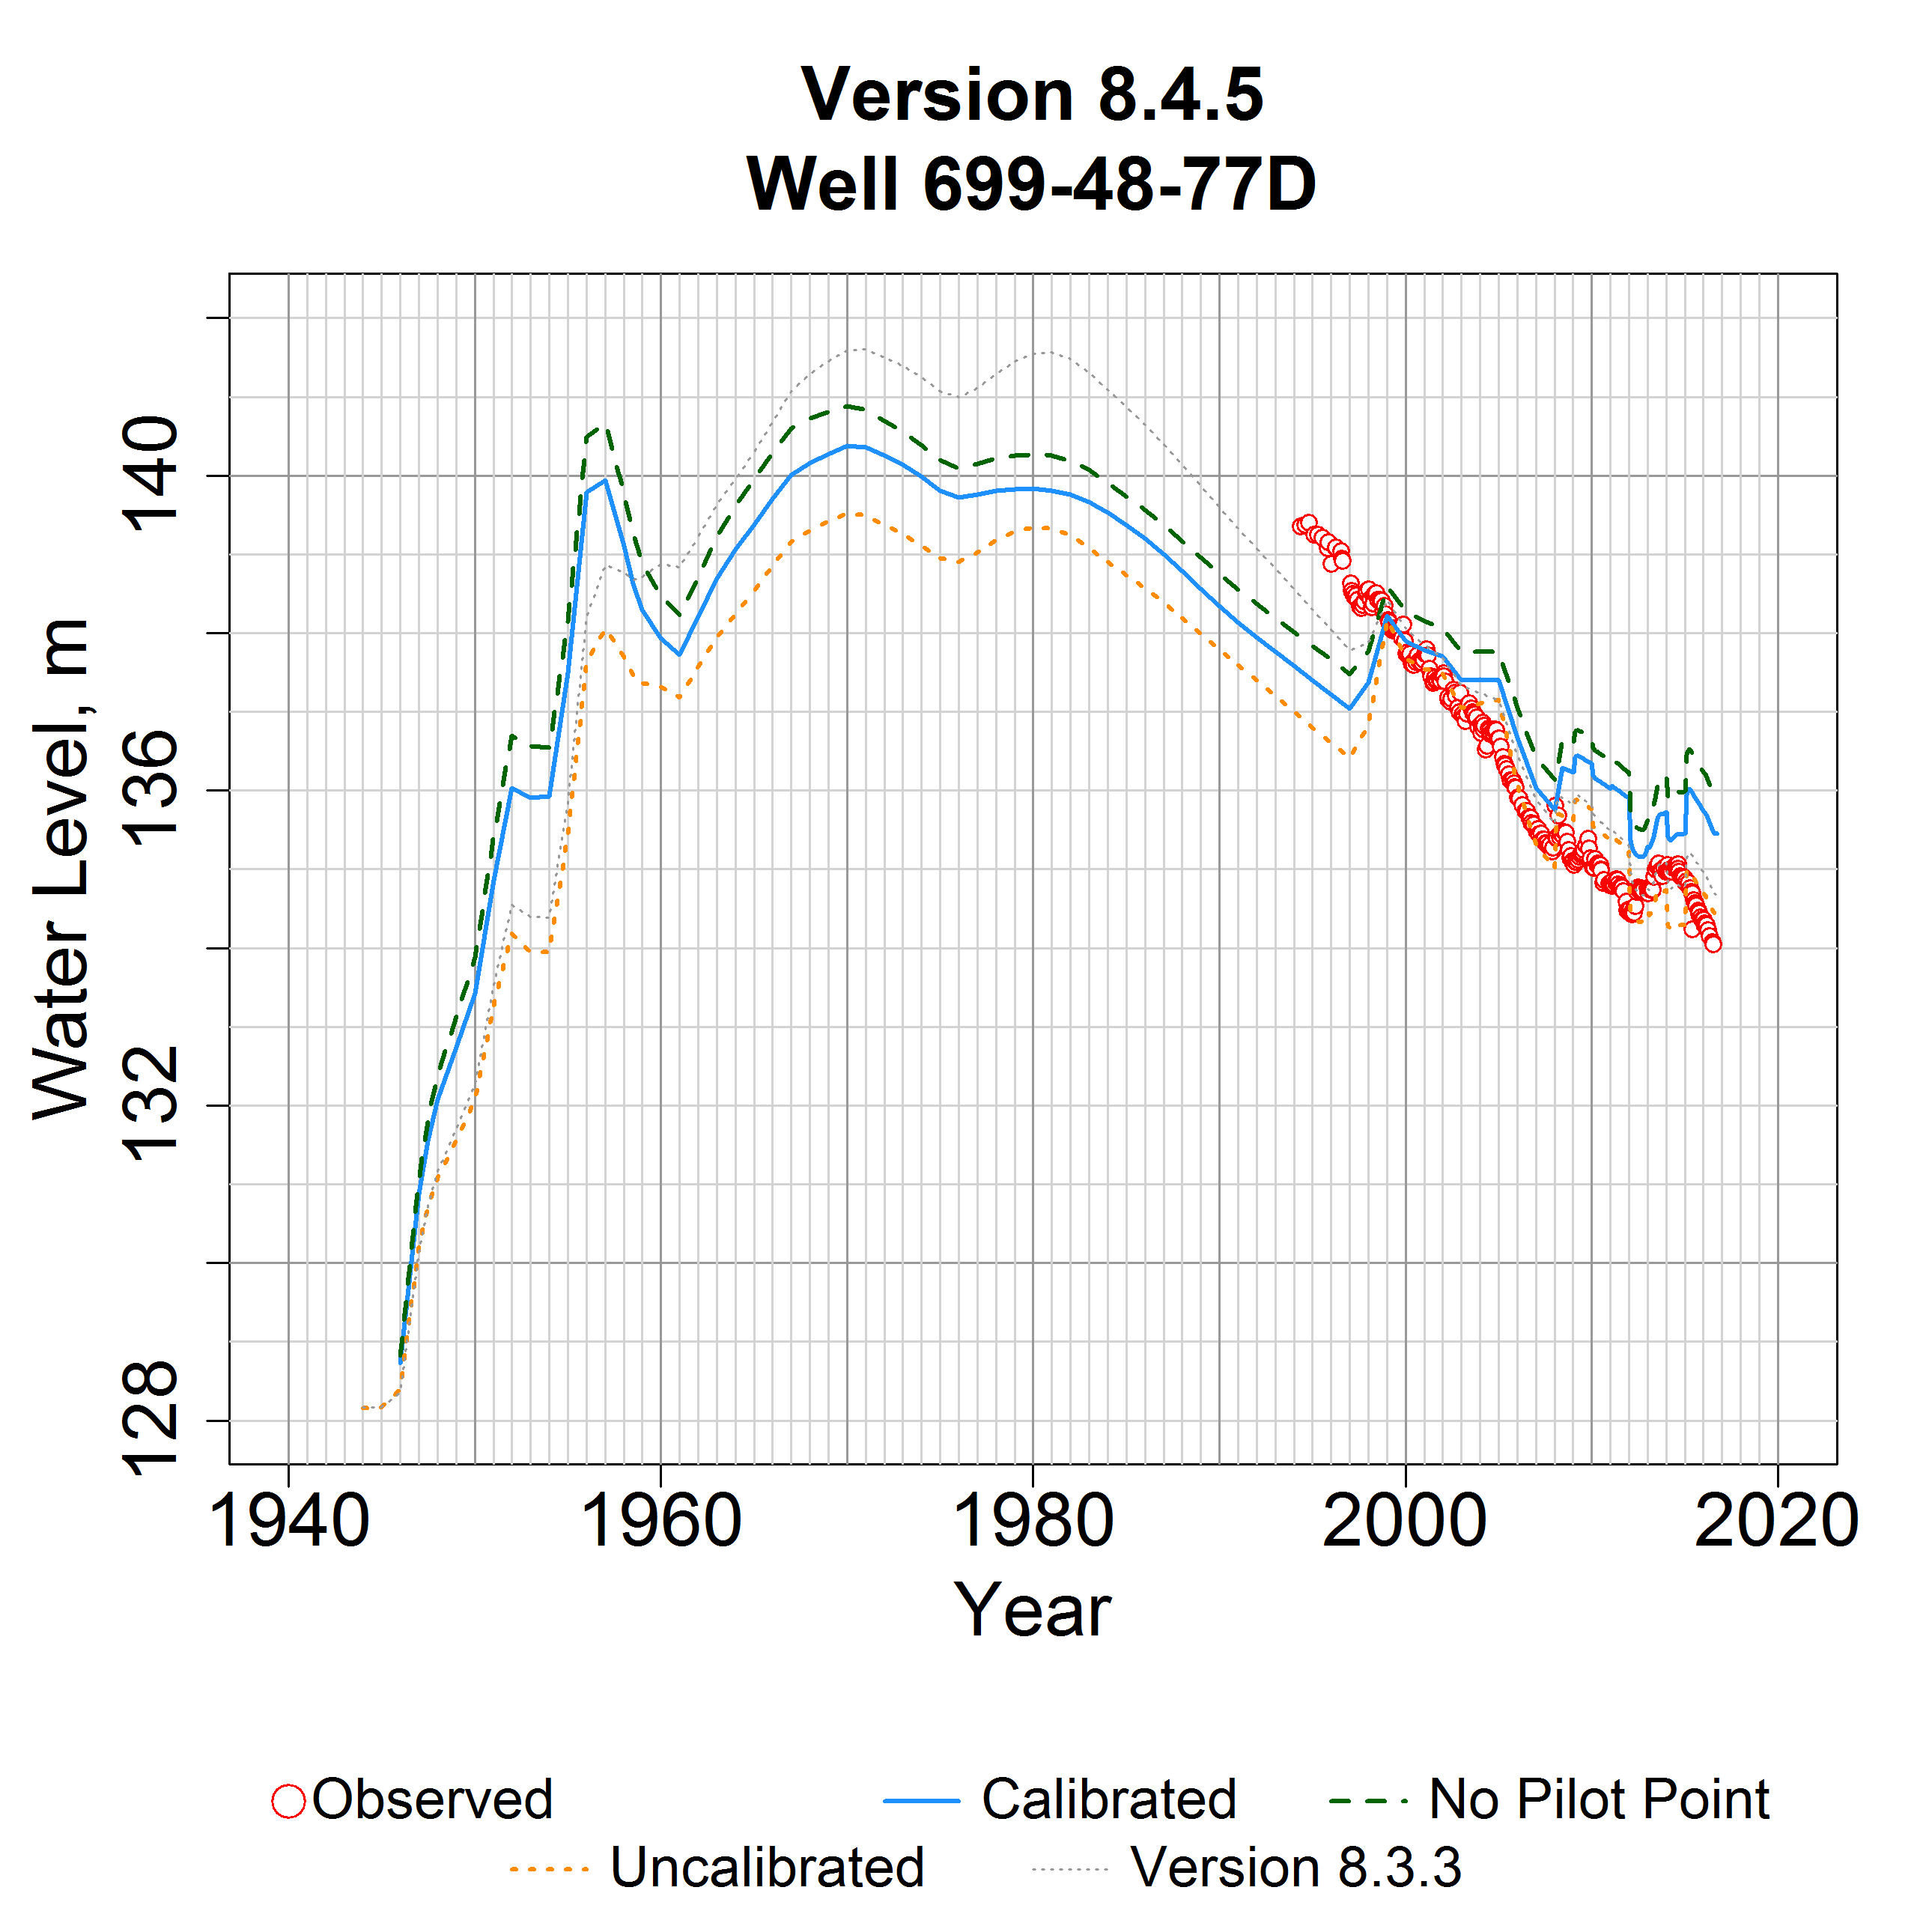 Version 8.4.5
Well 699-48-77D
Water Level, m
140
136
132
128
1940 1960 1980 2000 2020
Year
Observed Calibrated No Pilot Point
Uncalibrated Version 8.3.3